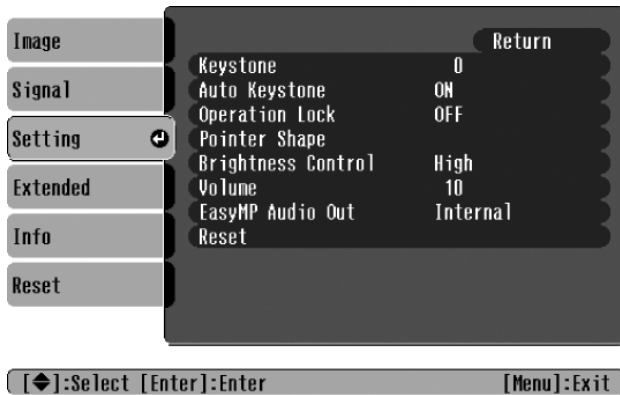 Image
Signal
Setting
Extended
Info
Reset
Return
Keystone 0
Auto Keystone ON
Operation Lock OFF
Pointer Shape
Brightness Control High
Volume 10
EasyMP Audio Out Internal
Reset
[◆]:Select [Enter]:Enter [Menu]:Exit